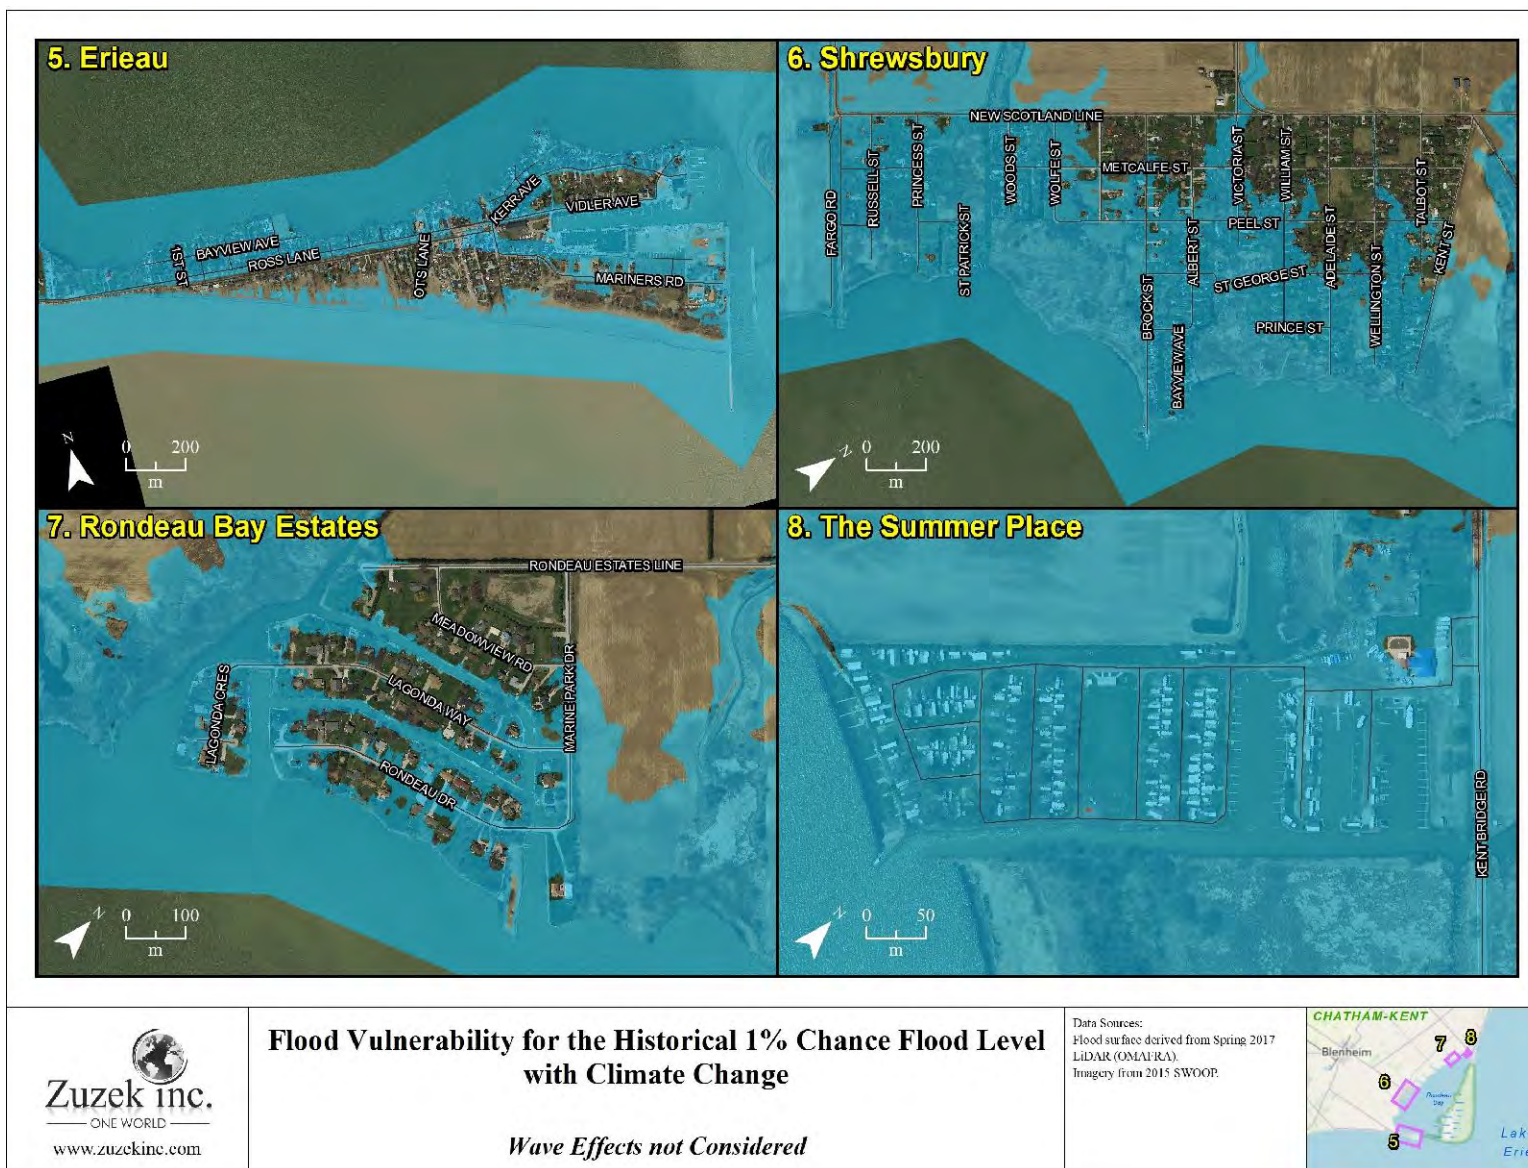 5. Erieau
KERR AVE
VIDLER AVE
BAYVIEW AVE
1ST ST
ROSS LANE
OTS LANE
MARINERS RD
N
0 200
m
6. Shrewsbury
NEW SCOTLAND LINE
RUSSELL ST
PRINCESS ST
WOODS ST
WOLFE ST
METCALFE ST
VICTORIA ST
WILLIAM ST
TALBOT ST
FARGO RD
ST PATRICK ST
PEEL ST
ALBERT ST
ADELAIDE ST
KENT ST
ST GEORGE ST
BROCK ST
WELLINGTON ST
PRINCE ST
BAYVIEW AVE
N
0 200
m
7. Rondeau Bay Estates
RONDEAU ESTATES LINE
MEADOWVIEW RD
MARINE PARK DR
LAGONDA ACRES
LAGONDA WAY
RONDEAU DR
N
0 100
m
8. The Summer Place
KENT BRIDGE RD
N
0 50
m
Zuzek inc.
ONE WORLD
www.zuzekinc.com
Flood Vulnerability for the Historical 1% Chance Flood Level
with Climate Change
Wave Effects not Considered
Data Sources:
Flood surface derived from Spring 2017
LiDAR (OMAFRA).
Imagery from 2015 SWOOP.
CHATHAM-KENT
Blenheim
7
8
6
Rondeau
Bay
5
Lak
Erie